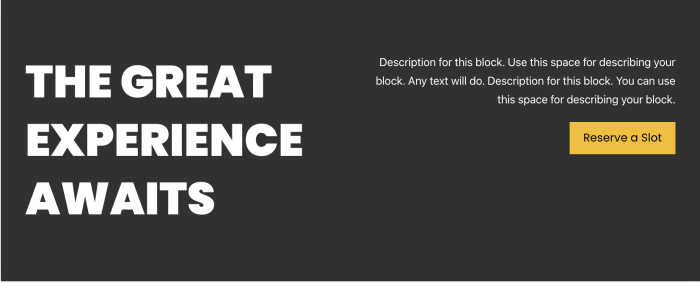 THE GREAT
EXPERIENCE
AWAITS
Description for this block. Use this space for describing your
block. Any text will do. Description for this block. You can use
this space for describing your block.
Reserve a Slot